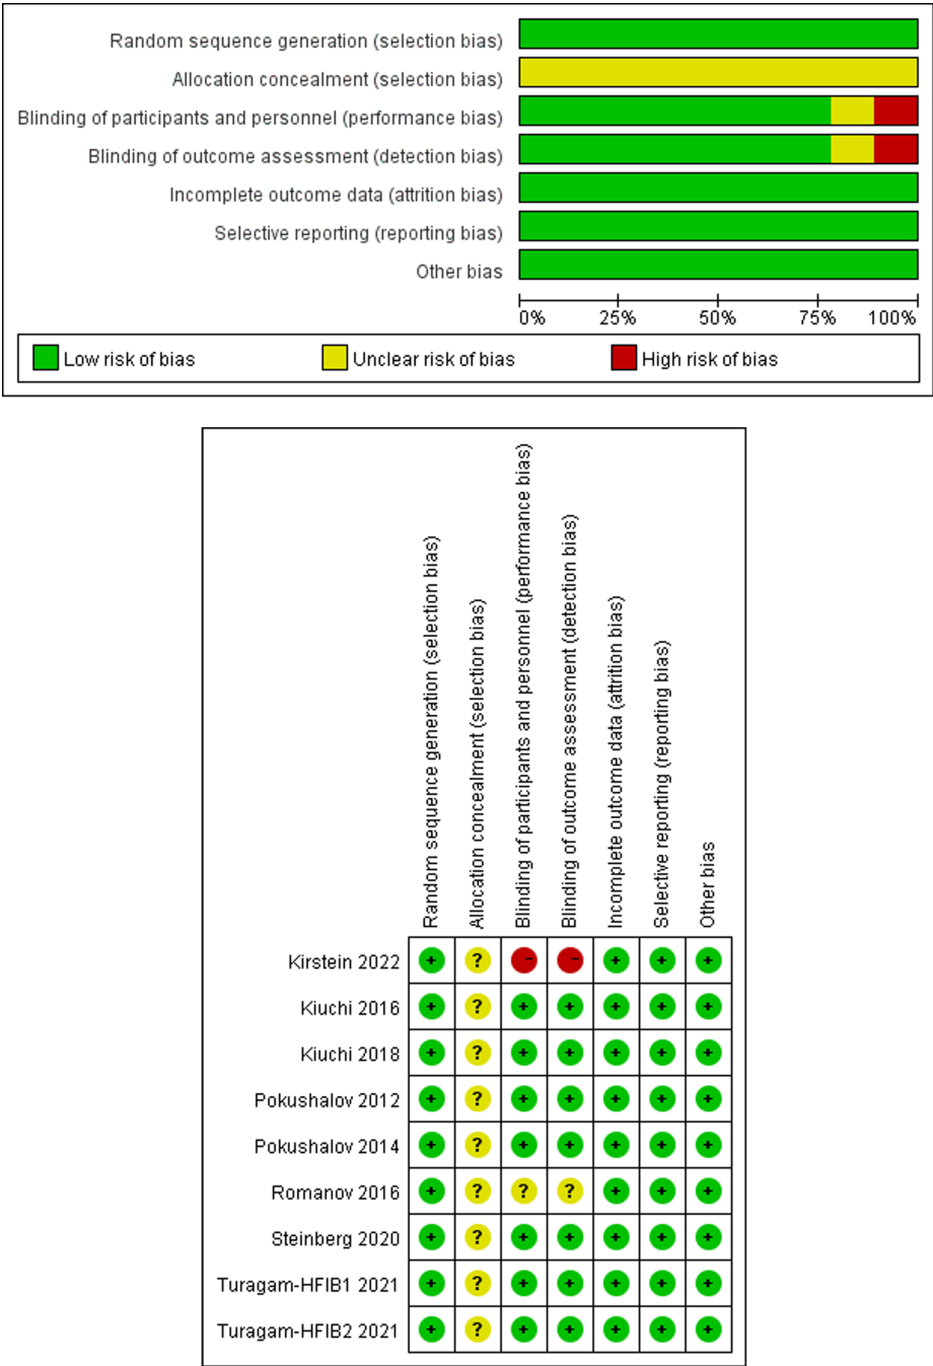 Random sequence generation (selection bias)
Allocation concealment (selection bias)
Blinding of participants and personnel (performance bias)
Blinding of outcome assessment (detection bias)
Incomplete outcome data (attrition bias)
Selective reporting (reporting bias)
Other bias
0% 25% 50% 75% 100%
Low risk of bias Unclear risk of bias High risk of bias
Random sequence generation (selection bias)
Allocation concealment (selection bias)
Blinding of participants and personnel (performance bias)
Blinding of outcome assessment (detection bias)
Incomplete outcome data (attrition bias)
Selective reporting (reporting bias)
Other bias
Kirstein 2022 + ? - - + + +
Kiuchi 2016 + ? + + + + +
Kiuchi 2018 + ? + + + + +
Pokushalov 2012 + ? + + + + +
Pokushalov 2014 + ? + + + + +
Romanov 2016 + ? ? ? + + +
Steinberg 2020 + ? + + + + +
Turagam-HFIB1 2021 + ? + + + + +
Turagam-HFIB2 2021 + ? + + + + +